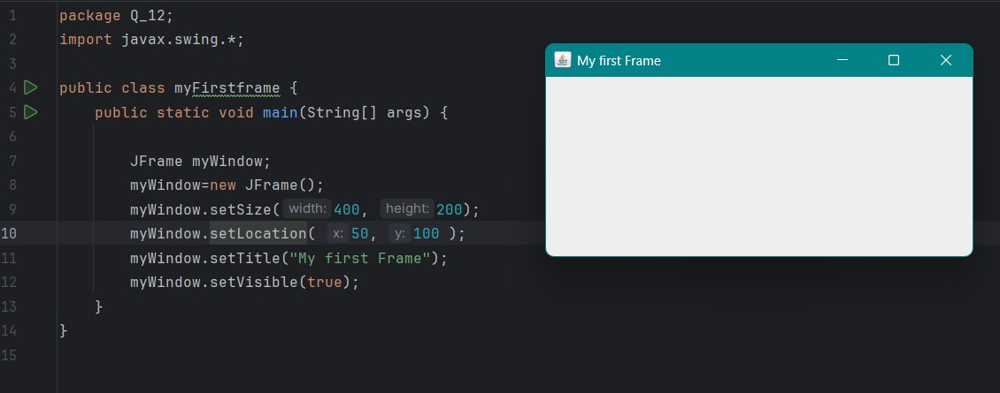 1 package Q_12;
2 import javax.swing.*;
3
4 public class myFirstframe {
5 public static void main(String[] args) {
6
7 JFrame myWindow;
8 myWindow=new JFrame();
9 myWindow.setSize( width: 400, height: 200);
10 myWindow.setLocation( x: 50, y: 100 );
11 myWindow.setTitle("My first Frame");
12 myWindow.setVisible(true);
13 }
14 }
15
My first Frame